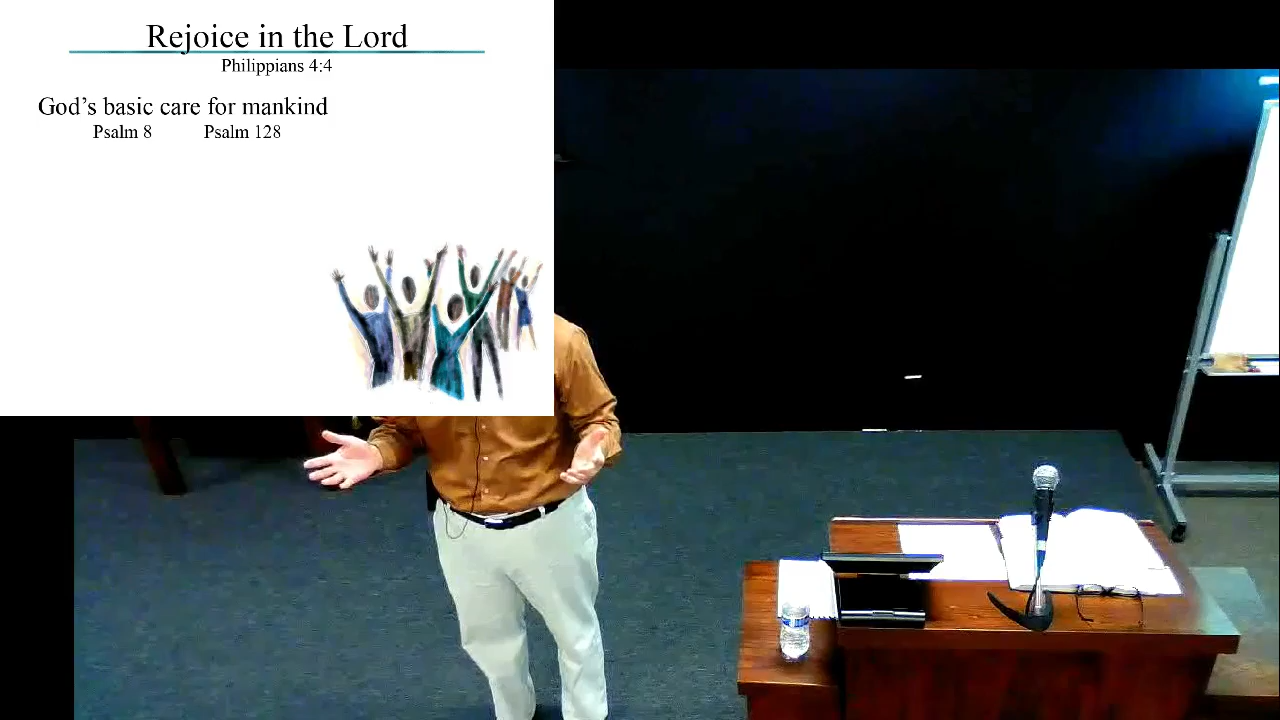 Rejoice in the Lord
Philippians 4:4
God's basic care for mankind
Psalm 8 Psalm 128